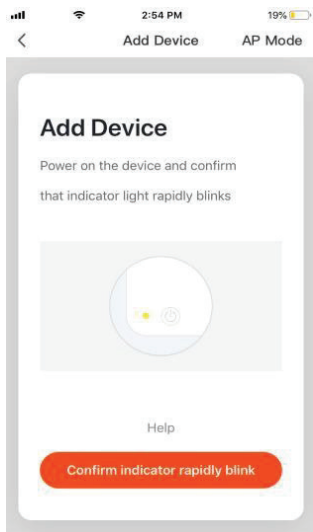 2:54 PM 19%
Add Device AP Mode
Add Device
Power on the device and confirm
that indicator light rapidly blinks
Help
Confirm indicator rapidly blink